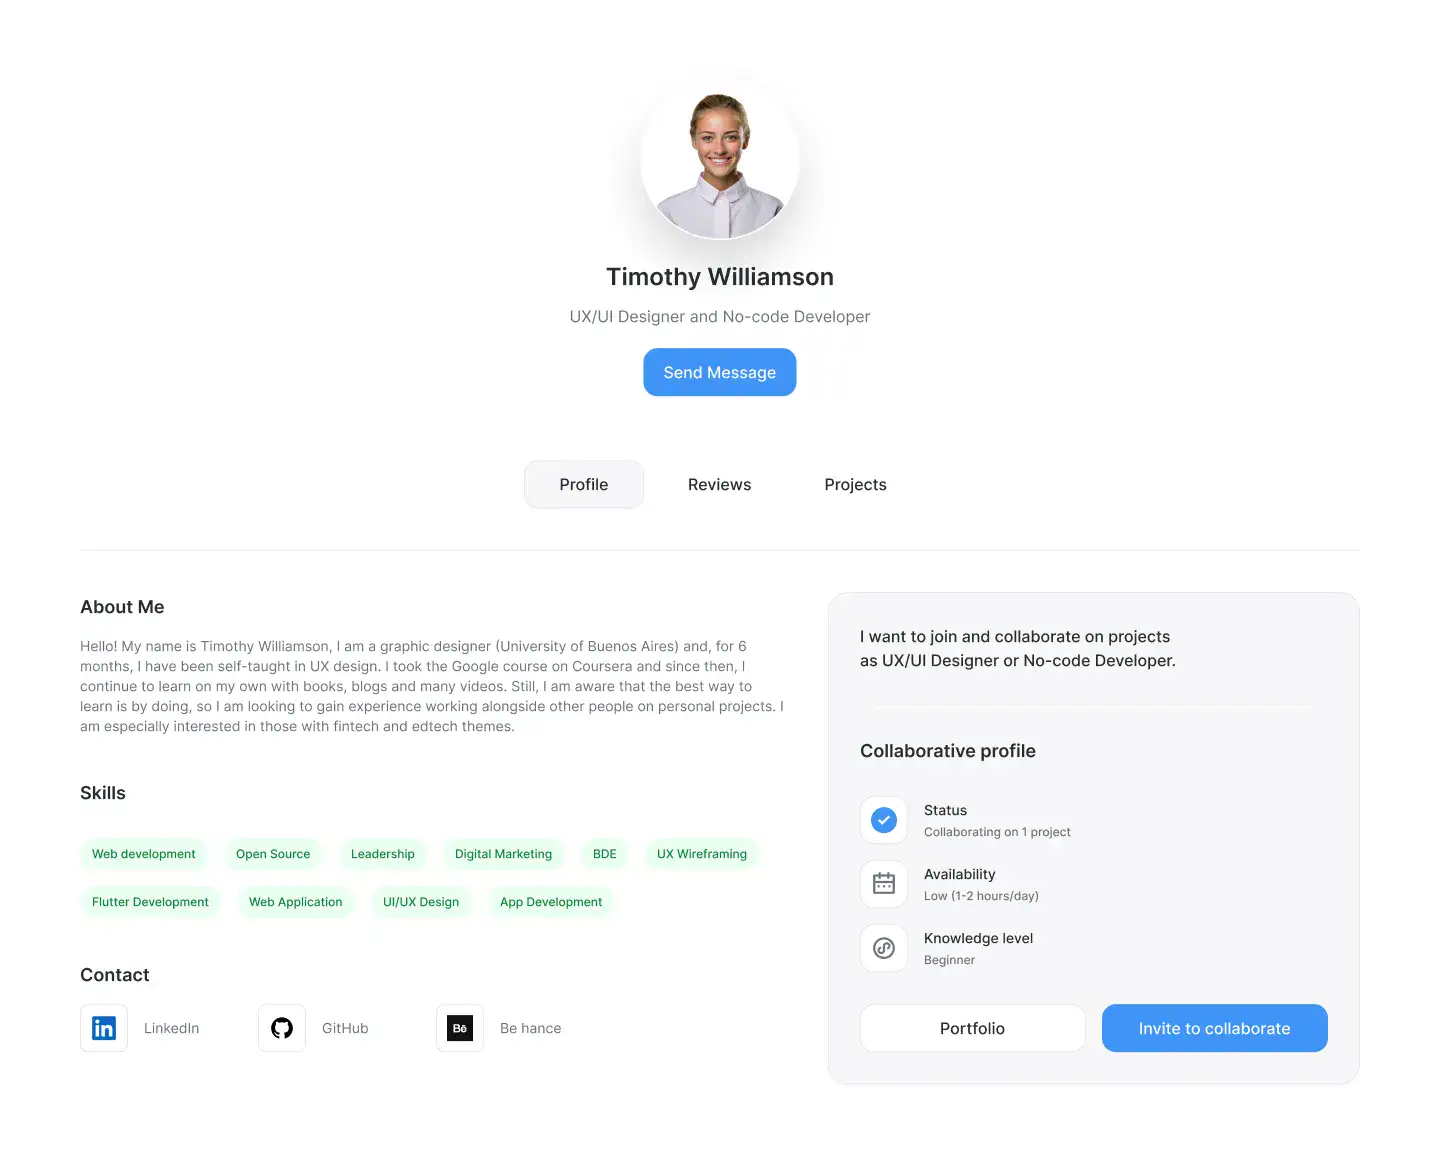 Timothy Williamson
UX/UI Designer and No-code Developer
Send Message
Profile
Reviews
Projects
About Me
Hello! My name is Timothy Williamson, I am a graphic designer (University of Buenos Aires) and, for 6
months, I have been self-taught in UX design. I took the Google course on Coursera and since then, I
continue to learn on my own with books, blogs and many videos. Still, I am aware that the best way to
learn is by doing, so I am looking to gain experience working alongside other people on personal projects. I
am especially interested in those with fintech and edtech themes.
Skills
Web development
Open Source
Leadership
Digital Marketing
BDE
UX Wireframing
Flutter Development
Web Application
UI/UX Design
App Development
Contact
in
LinkedIn
GitHub
Bē
Be hance
I want to join and collaborate on projects
as UX/UI Designer or No-code Developer.
Collaborative profile
Status
Collaborating on 1 project
Availability
Low (1-2 hours/day)
Knowledge level
Beginner
Portfolio
Invite to collaborate